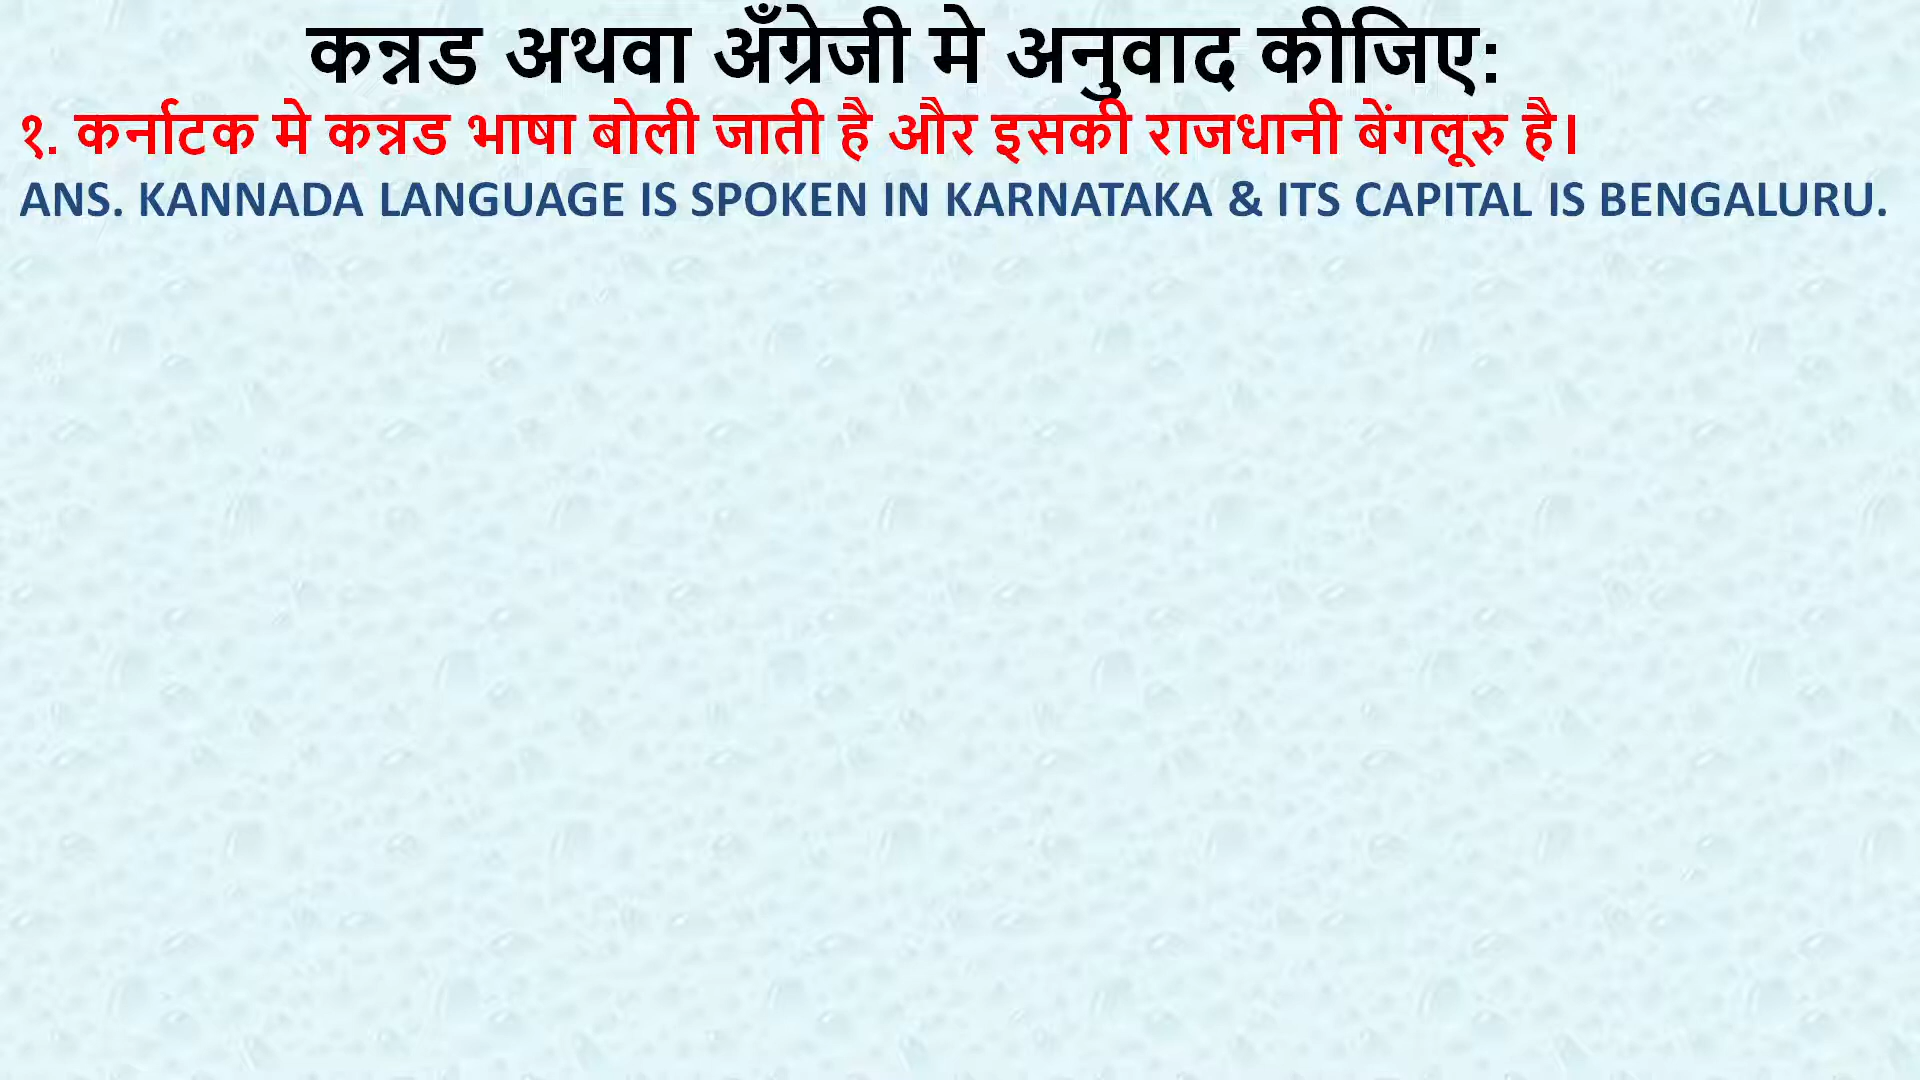 कन्नड अथवा अँग्रेजी मे अनुवाद कीजिए:
१. कर्नाटक मे कन्नड भाषा बोली जाती है और इसकी राजधानी बेंगलूरु है।
ANS. KANNADA LANGUAGE IS SPOKEN IN KARNATAKA & ITS CAPITAL IS BENGALURU.